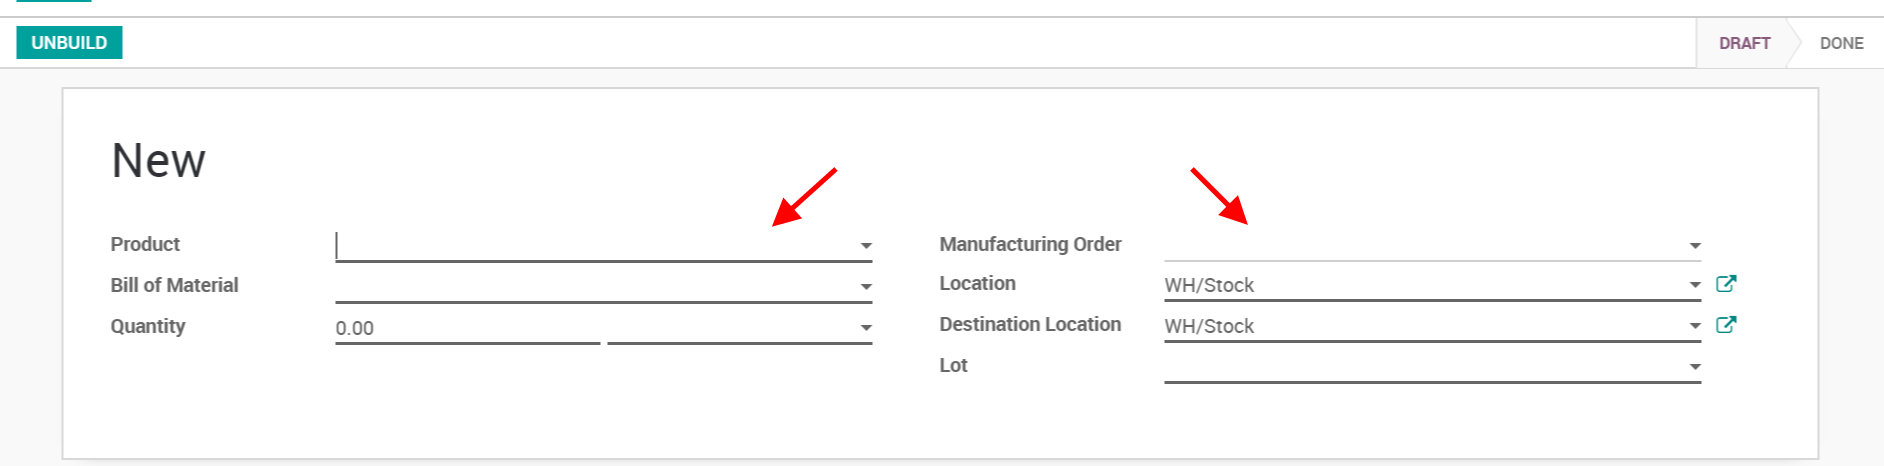 UNBUILD
DRAFT
DONE
New
Product
Bill of Material
Quantity 0.00
Manufacturing Order
Location WH/Stock
Destination Location WH/Stock
Lot